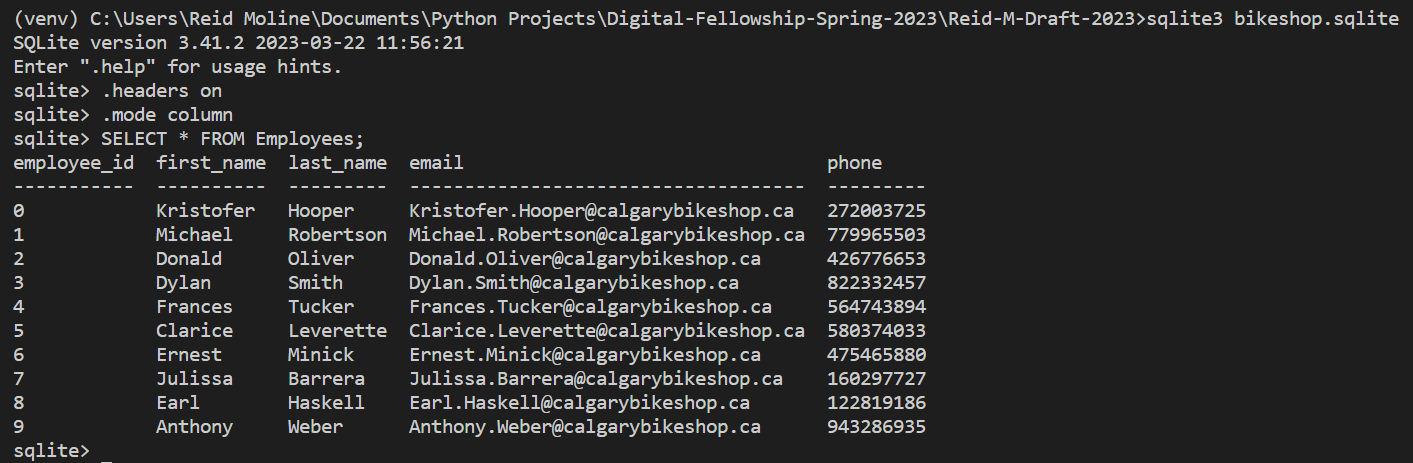 (venv) C:\Users\Reid Moline\Documents\Python Projects\Digital-Fellowship-Spring-2023\Reid-M-Draft-2023>sqlite3 bikeshop.sqlite
SQLite version 3.41.2 2023-03-22 11:56:21
Enter ".help" for usage hints.
sqlite> .headers on
sqlite> .mode column
sqlite> SELECT * FROM Employees;
employee_id  first_name  last_name  email                                 phone
-----------  ----------  ---------  ------------------------------------  ---------
0            Kristofer   Hooper     Kristofer.Hooper@calgarybikeshop.ca   272003725
1            Michael     Robertson  Michael.Robertson@calgarybikeshop.ca  779965503
2            Donald      Oliver     Donald.Oliver@calgarybikeshop.ca      426776653
3            Dylan       Smith      Dylan.Smith@calgarybikeshop.ca        822332457
4            Frances     Tucker     Frances.Tucker@calgarybikeshop.ca     564743894
5            Clarice     Leverette  Clarice.Leverette@calgarybikeshop.ca  580374033
6            Ernest      Minick     Ernest.Minick@calgarybikeshop.ca      475465880
7            Julissa     Barrera    Julissa.Barrera@calgarybikeshop.ca    160297727
8            Earl        Haskell    Earl.Haskell@calgarybikeshop.ca       122819186
9            Anthony     Weber      Anthony.Weber@calgarybikeshop.ca      943286935
sqlite> _